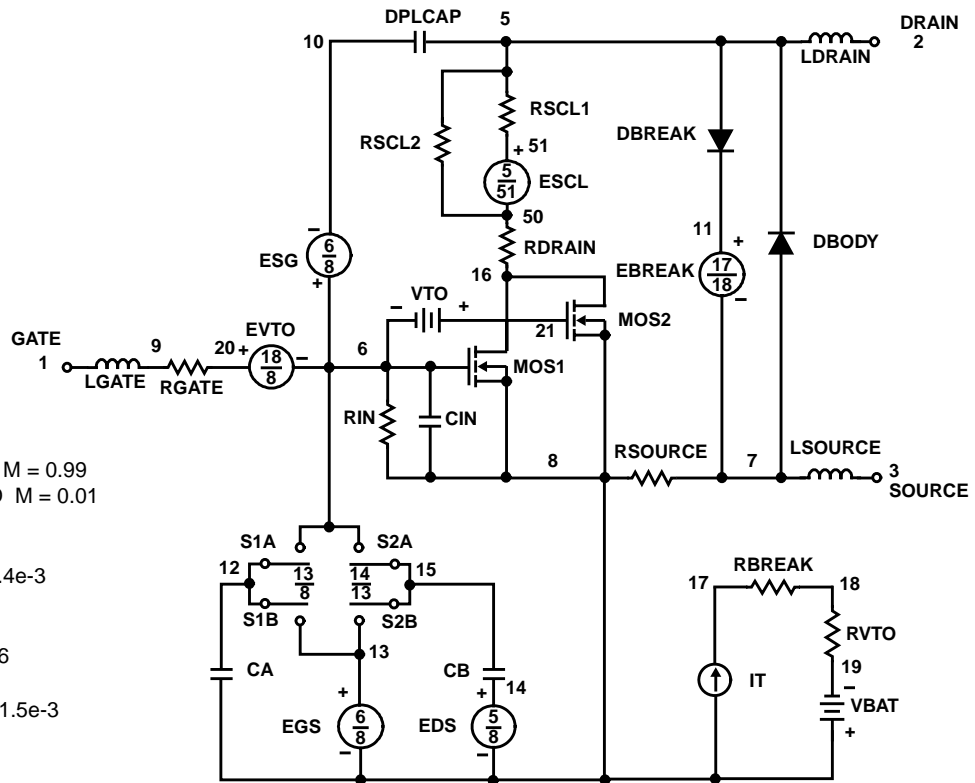 DPLCAP
5
DRAIN
2
10
LDRAIN
RSCL1
RSCL2
+ 51
DBREAK
5
51
ESCL
50
RDRAIN
11
+
DBODY
−
ESG
6
8
+
16
EBREAK
17
18
−
VTO
−
+
21
MOS2
GATE
1
EVTO
9
20
+
18
8
−
6
MOS1
LGATE
RGATE
RIN
CIN
8
RSOURCE
7
LSOURCE
3
SOURCE
M = 0.99
M = 0.01
.4e-3
6
1.5e-3
S1A
S2A
12
13
8
14
13
15
S1B
S2B
13
CA
CB
+
+
14
EGS
6
8
EDS
5
8
−
−
RBREAK
17
18
RVTO
19
IT
−
VBAT
+